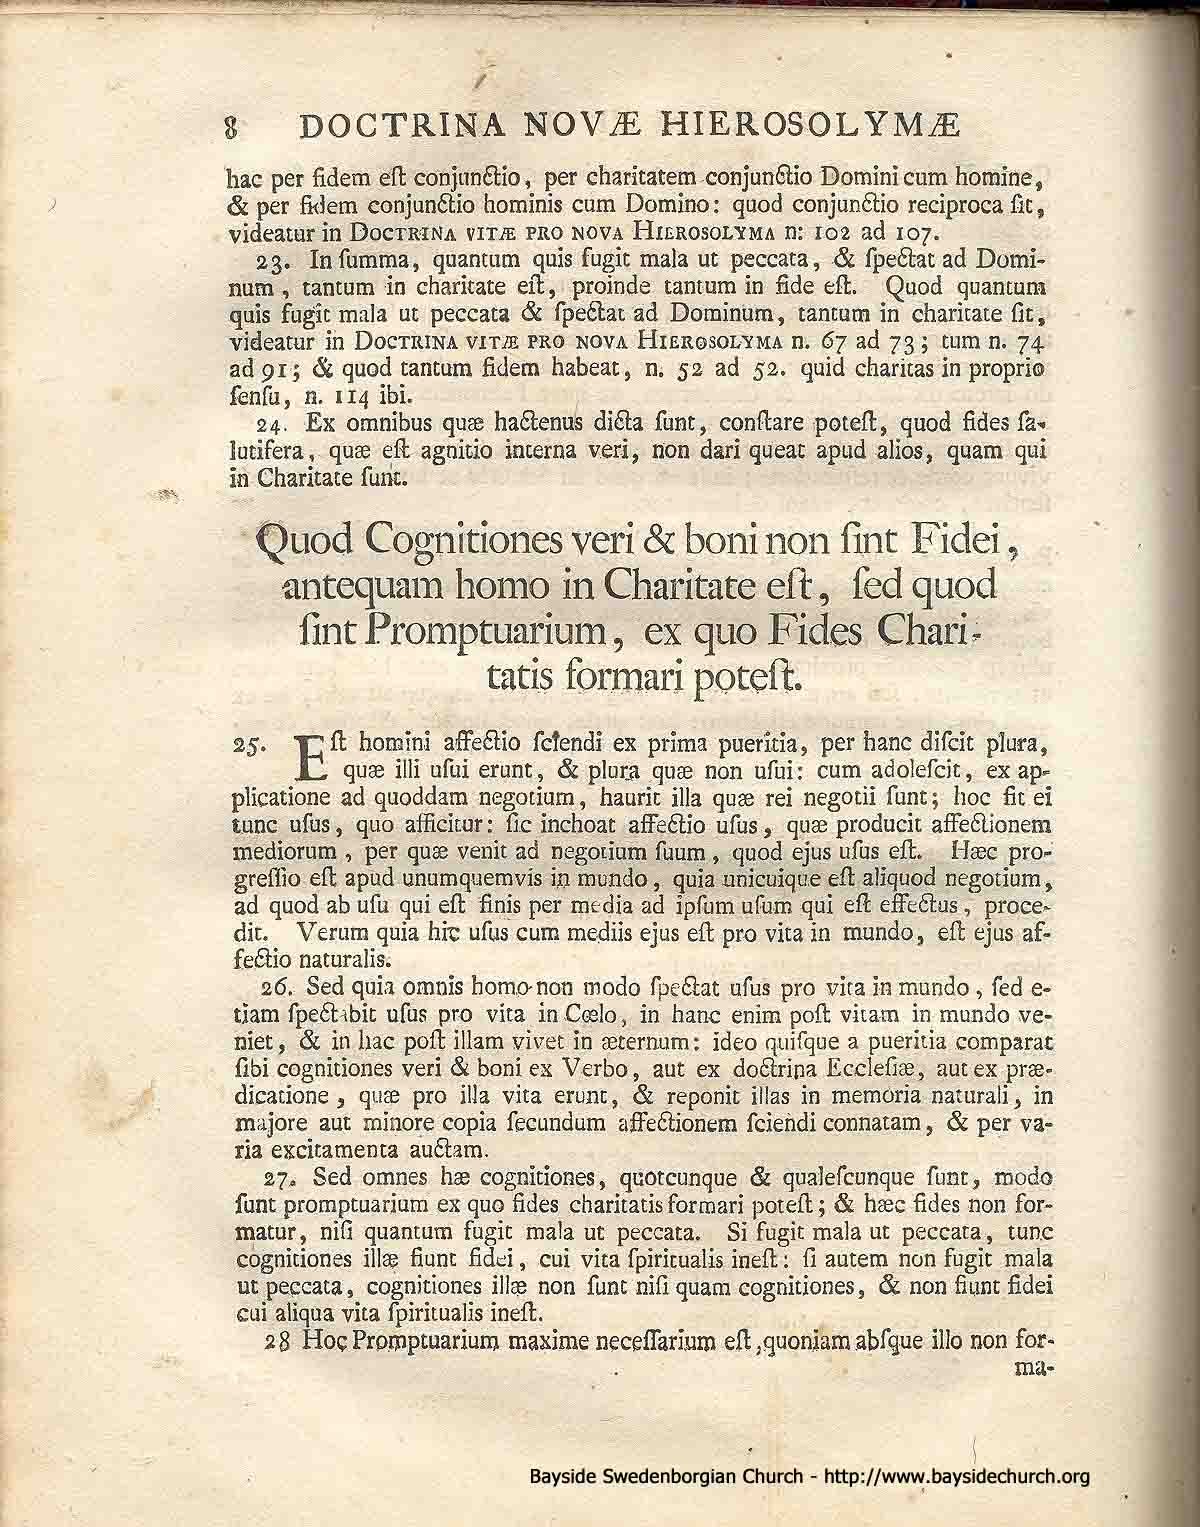 8 DOCTRINA NOVÆ HIEROSOLYMÆ
hac per fidem eſt conjunctio, per charitatem conjunctio Domini cum homine,
& per fidem conjunctio hominis cum Domino: quod conjunctio reciproca ſit,
videatur in DOCTRINA VITÆ PRO NOVA HIEROSOLYMA n: 102 ad 107.
23. In ſumma, quantum quis fugit mala ut peccata, & ſpectat ad Domi-
num, tantum in charitate eſt, proinde tantum in fide eſt. Quod quantum
quis fugit mala ut peccata & ſpectat ad Dominum, tantum in charitate ſit,
videatur in DOCTRINA VITÆ PRO NOVA HIEROSOLYMA n. 67 ad 73; tum n. 74
ad 91; & quod tantum fidem habeat, n. 52 ad 52. quid charitas in proprio
ſenſu, n. 114 ibi.
24. Ex omnibus quæ hactenus dicta ſunt, conſtare poteſt, quod fides ſa-
lutifera, quæ eſt agnitio interna veri, non dari queat apud alios, quam qui
in Charitate ſunt.
Quod Cognitiones veri & boni non ſint Fidei,
antequam homo in Charitate eſt, ſed quod
ſint Promptuarium, ex quo Fides Chari-
tatis formari poteſt.
25. Eſt homini affectio ſciendi ex prima pueritia, per hanc diſcit plura,
quæ illi uſui erunt, & plura quæ non uſui: cum adoleſcit, ex ap-
plicatione ad quoddam negotium, haurit illa quæ rei negotii ſunt; hoc fit ei
tunc uſus, quo afficitur: ſic inchoat affectio uſus, quæ producit affectionem
mediorum, per quæ venit ad negotium ſuum, quod ejus uſus eſt. Hæc pro-
greſſio eſt apud unumquemvis in mundo, quia unicuique eſt aliquod negotium,
ad quod ab uſu qui eſt finis per media ad ipſum uſum qui eſt effectus, proce-
dit. Verum quia hic uſus cum mediis ejus eſt pro vita in mundo, eſt ejus af-
fectio naturalis.
26. Sed quia omnis homo non modo ſpectat uſus pro vita in mundo, ſed e-
tiam ſpectabit uſus pro vita in Cœlo, in hanc enim poſt vitam in mundo ve-
niet, & in hac poſt illam vivet in æternum: ideo quiſque a pueritia comparat
ſibi cognitiones veri & boni ex Verbo, aut ex doctrina Eccleſiæ, aut ex præ-
dicatione, quæ pro illa vita erunt, & reponit illas in memoria naturali, in
majore aut minore copia ſecundum affectionem ſciendi connatam, & per va-
ria excitamenta auctam.
27. Sed omnes hæ cognitiones, quotcunque & qualeſcunque ſunt, modo
ſunt promptuarium ex quo fides charitatis formari poteſt; & hæc fides non for-
matur, niſi quantum fugit mala ut peccata. Si fugit mala ut peccata, tunc
cognitiones illæ fiunt fidei, cui vita ſpiritualis ineſt: ſi autem non fugit mala
ut peccata, cognitiones illæ non ſunt niſi quam cognitiones, & non fiunt fidei
cui aliqua vita ſpiritualis ineſt.
28 Hoc Promptuarium maxime neceſſarium eſt, quoniam abſque illo non for-
ma-
Bayside Swedenborgian Church - http://www.baysidechurch.org